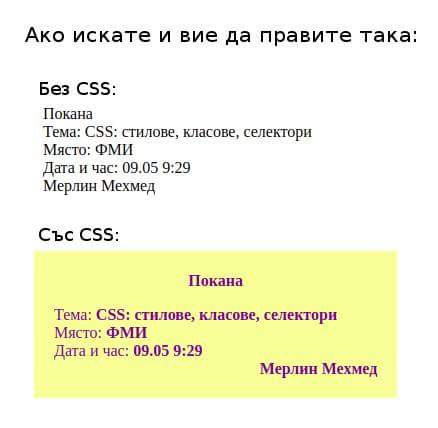 Ако искате и вие да правите така:
Без CSS:
Покана
Тема: CSS: стилове, класове, селектори
Място: ФМИ
Дата и час: 09.05 9:29
Мерлин Мехмед
Със CSS:
Покана
Тема: CSS: стилове, класове, селектори
Място: ФМИ
Дата и час: 09.05 9:29
Мерлин Мехмед